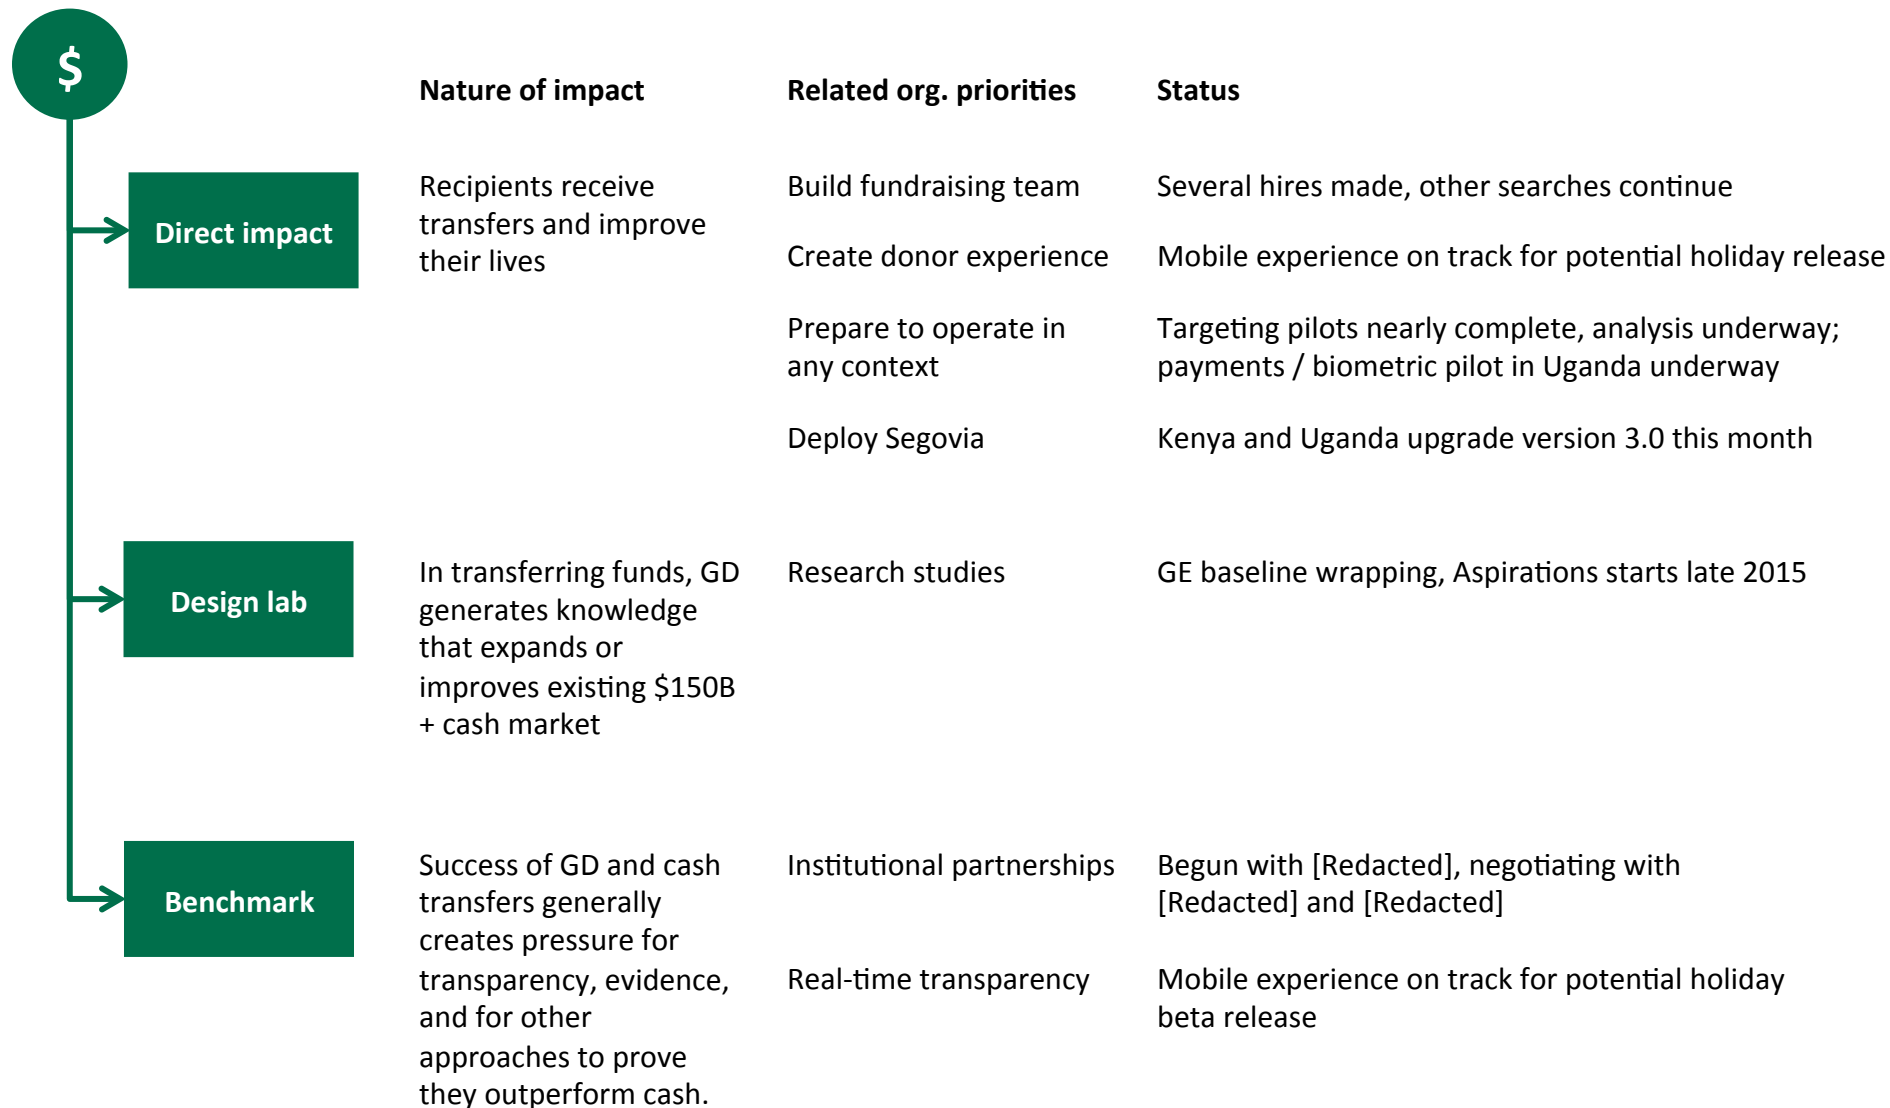 $
Nature of impact
Related org. priorities
Status
Direct impact
Recipients receive
transfers and improve
their lives
Build fundraising team
Several hires made, other searches continue
Create donor experience
Mobile experience on track for potential holiday release
Prepare to operate in
any context
Targeting pilots nearly complete, analysis underway;
payments / biometric pilot in Uganda underway
Deploy Segovia
Kenya and Uganda upgrade version 3.0 this month
Design lab
In transferring funds, GD
generates knowledge
that expands or
improves existing $150B
+ cash market
Research studies
GE baseline wrapping, Aspirations starts late 2015
Benchmark
Success of GD and cash
transfers generally
creates pressure for
transparency, evidence,
and for other
approaches to prove
they outperform cash.
Institutional partnerships
Begun with [Redacted], negotiating with
[Redacted] and [Redacted]
Real-time transparency
Mobile experience on track for potential holiday
beta release